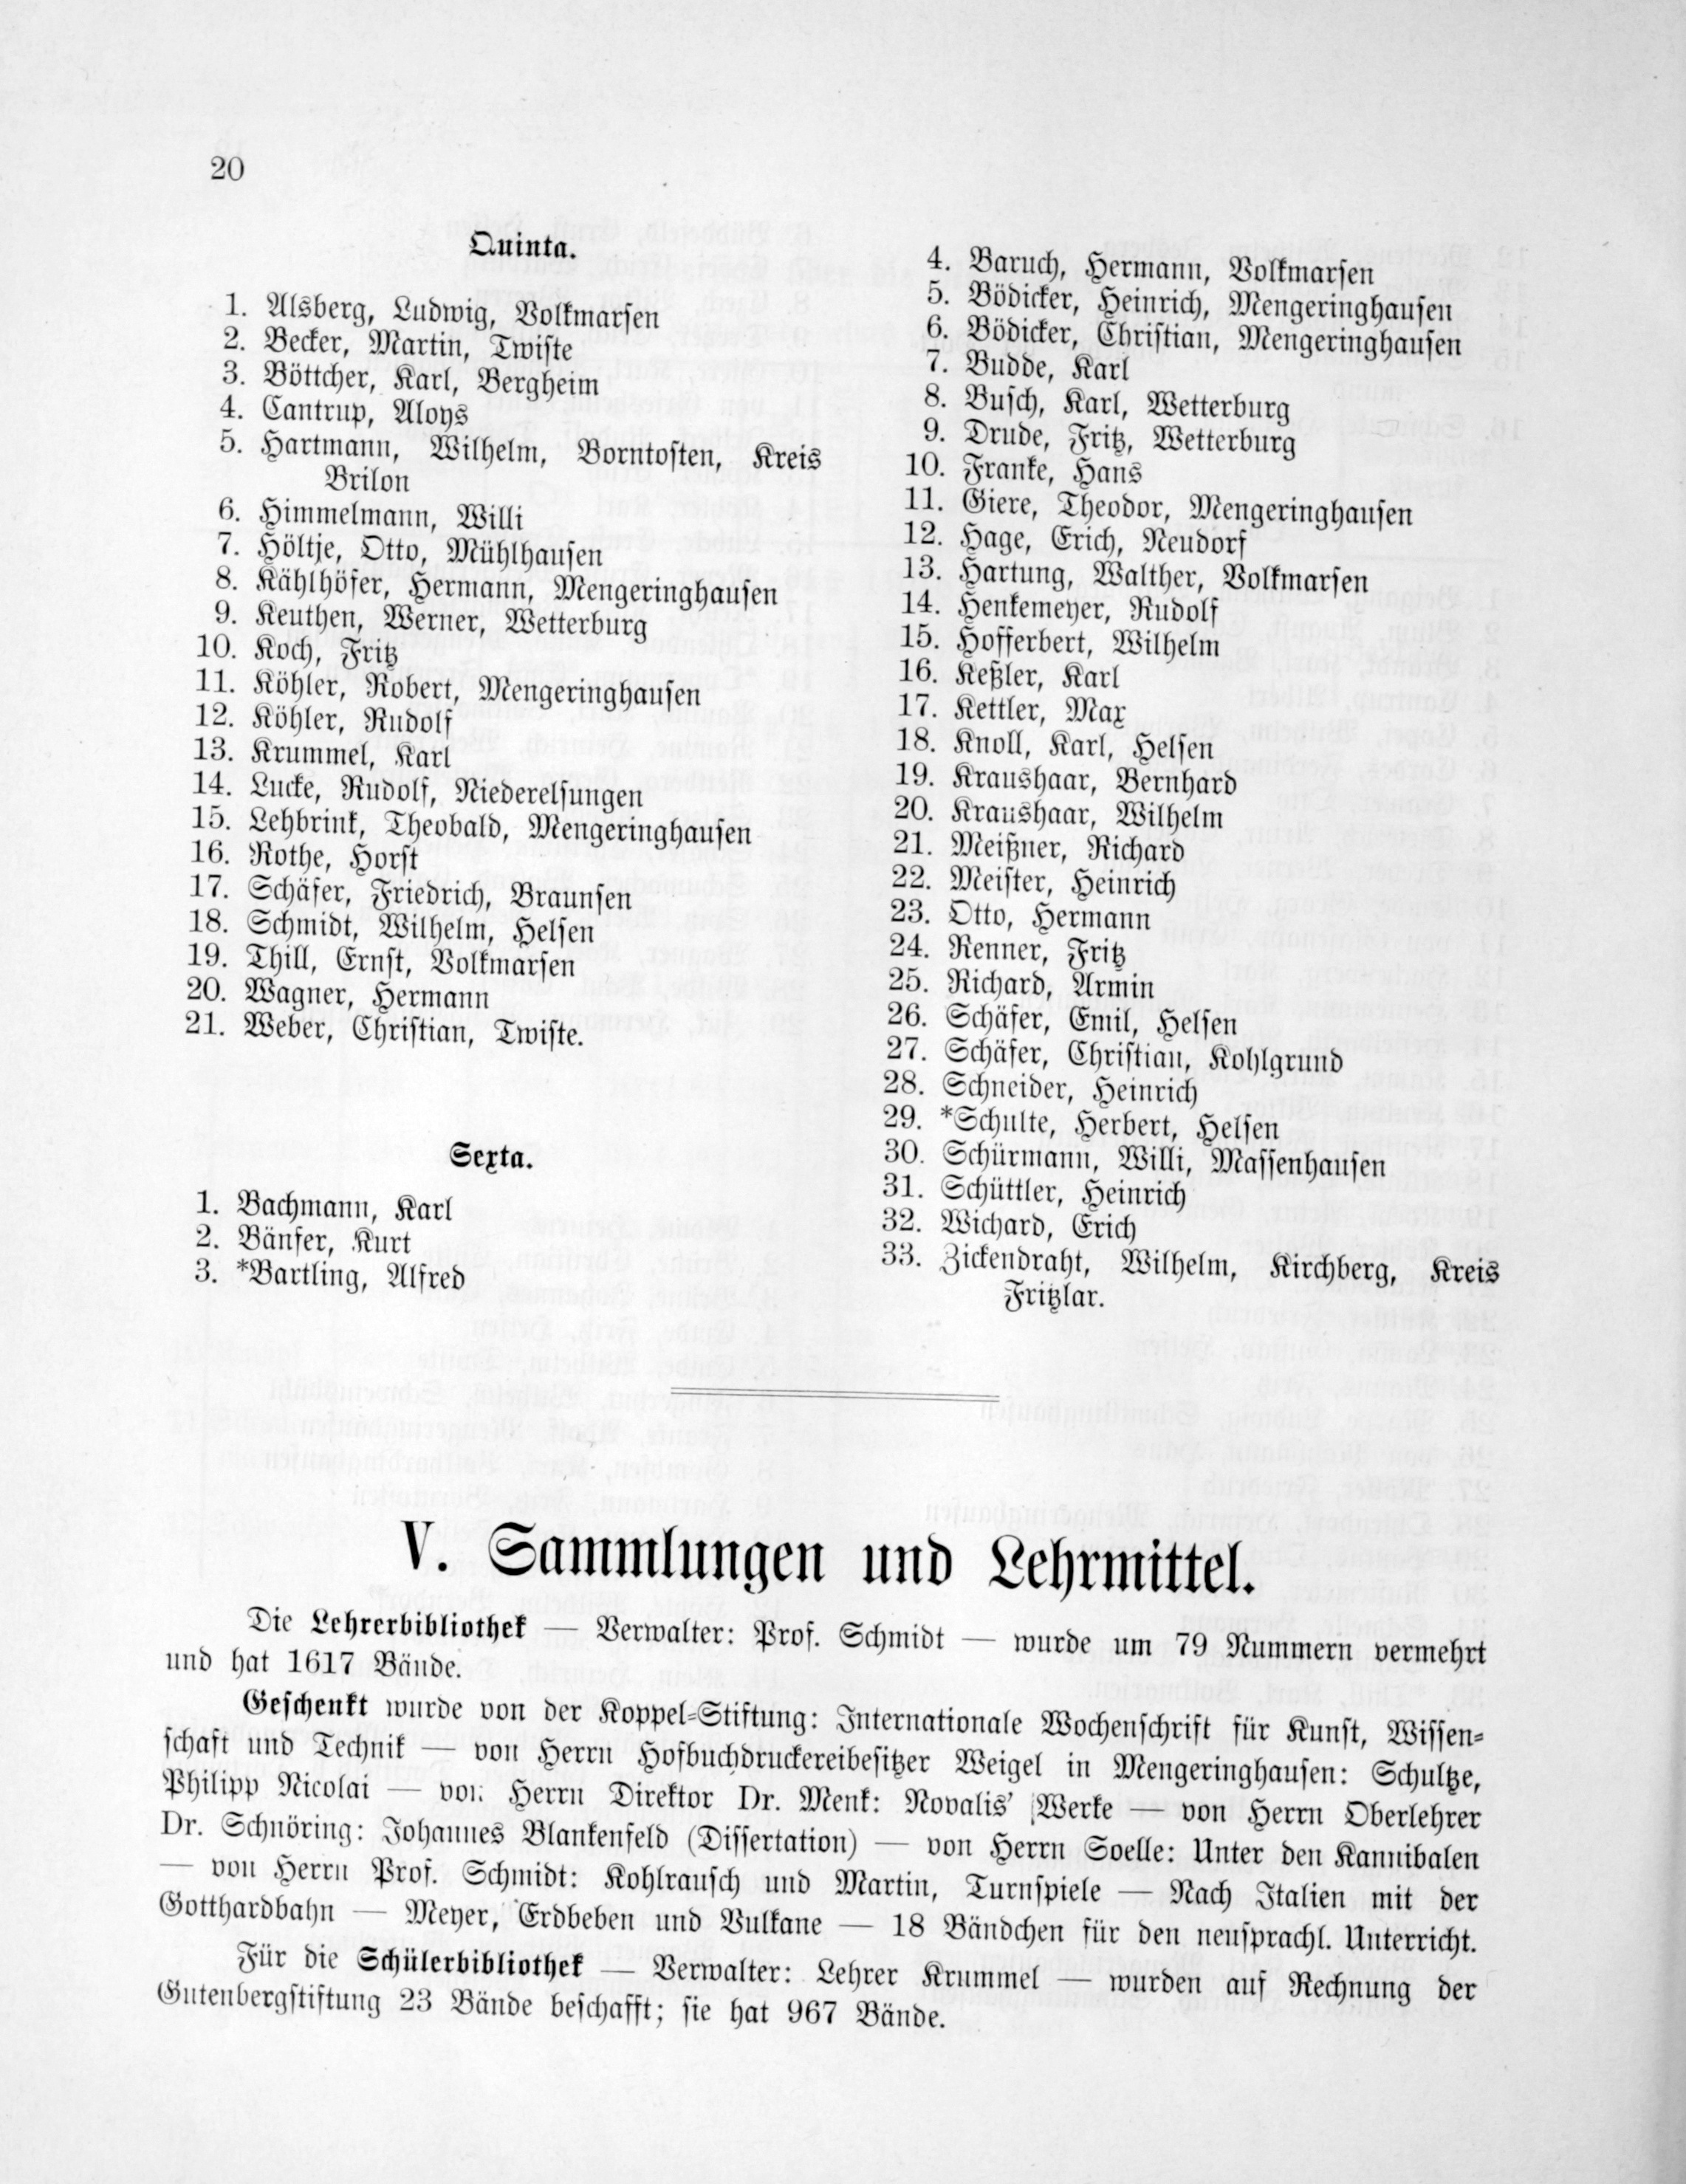 20
Quinta.
1. Alsberg, Ludwig, Volkmarsen
2. Becker, Martin, Twiste
3. Böttcher, Karl, Bergheim
4. Cantrup, Aloys
5. Hartmann, Wilhelm, Borntosten, Kreis
Brilon
6. Himmelmann, Willi
7. Höltje, Otto, Mühlhausen
8. Kählhöfer, Hermann, Mengeringhausen
9. Keuthen, Werner, Wetterburg
10. Koch, Fritz
11. Köhler, Robert, Mengeringhausen
12. Köhler, Rudolf
13. Krummel, Karl
14. Lucke, Rudolf, Niederelsungen
15. Lehbrink, Theobald, Mengeringhausen
16. Rothe, Horst
17. Schäfer, Friedrich, Braunsen
18. Schmidt, Wilhelm, Helsen
19. Thill, Ernst, Volkmarsen
20. Wagner, Hermann
21. Weber, Christian, Twiste.
Sexta.
1. Bachmann, Karl
2. Bänfer, Kurt
3. *Bartling, Alfred
4. Baruch, Hermann, Volkmarsen
5. Bödicker, Heinrich, Mengeringhausen
6. Bödicker, Christian, Mengeringhausen
7. Budde, Karl
8. Busch, Karl, Wetterburg
9. Drude, Fritz, Wetterburg
10. Franke, Hans
11. Giere, Theodor, Mengeringhausen
12. Hage, Erich, Neudorf
13. Hartung, Walther, Volkmarsen
14. Henkemeyer, Rudolf
15. Hofferbert, Wilhelm
16. Keßler, Karl
17. Kettler, Max
18. Knoll, Karl, Helsen
19. Kraushaar, Bernhard
20. Kraushaar, Wilhelm
21. Meißner, Richard
22. Meister, Heinrich
23. Otto, Hermann
24. Renner, Fritz
25. Richard, Armin
26. Schäfer, Emil, Helsen
27. Schäfer, Christian, Kohlgrund
28. Schneider, Heinrich
29. *Schulte, Herbert, Helsen
30. Schürmann, Willi, Massenhausen
31. Schüttler, Heinrich
32. Wichard, Erich
33. Zickendraht, Wilhelm, Kirchberg, Kreis
Fritzlar.
V. Sammlungen und Lehrmittel.
Die Lehrerbibliothek — Verwalter: Prof. Schmidt — wurde um 79 Nummern vermehrt
und hat 1617 Bände.
Geschenkt wurde von der Koppel-Stiftung: Internationale Wochenschrift für Kunst, Wissen-
schaft und Technik — von Herrn Hofbuchdruckereibesitzer Weigel in Mengeringhausen: Schultze,
Philipp Nicolai — von Herrn Direktor Dr. Menk: Novalis' Werke — von Herrn Oberlehrer
Dr. Schnöring: Johannes Blankenfeld (Dissertation) — von Herrn Soelle: Unter den Kannibalen
— von Herrn Prof. Schmidt: Kohlrausch und Martin, Turnspiele — Nach Italien mit der
Gotthardbahn — Meyer, Erdbeben und Vulkane — 18 Bändchen für den neusprachl. Unterricht.
Für die Schülerbibliothek — Verwalter: Lehrer Krummel — wurden auf Rechnung der
Gutenbergstiftung 23 Bände beschafft; sie hat 967 Bände.